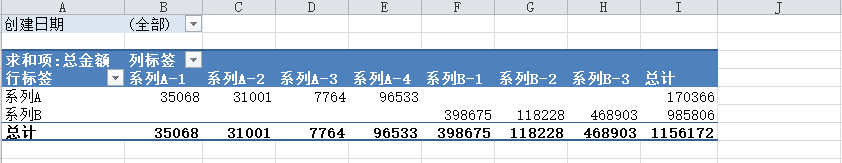 A B C D E F G H I J
创建日期 (全部)
求和项:总金额 列标签
行标签 系列A-1 系列A-2 系列A-3 系列A-4 系列B-1 系列B-2 系列B-3 总计
系列A 35068 31001 7764 96533 170366
系列B 398675 118228 468903 985806
总计 35068 31001 7764 96533 398675 118228 468903 1156172